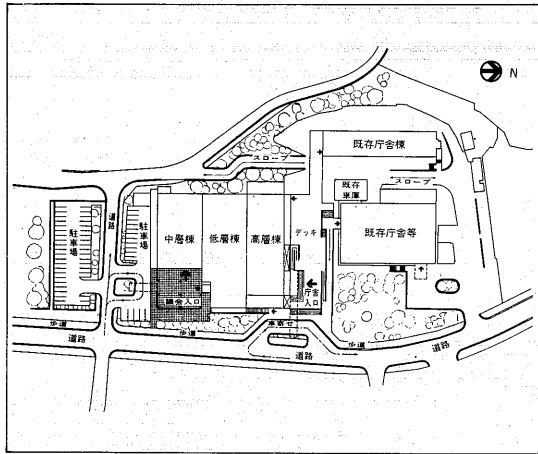 N
既存庁舎棟
スロープ
スロープ
既存
車庫
既存庁舎等
デッキ
駐車場
道路
駐車場
中層棟
低層棟
高層棟
議会入口
庁舎
入口
車寄せ
歩道
歩道
歩道
道路
道路